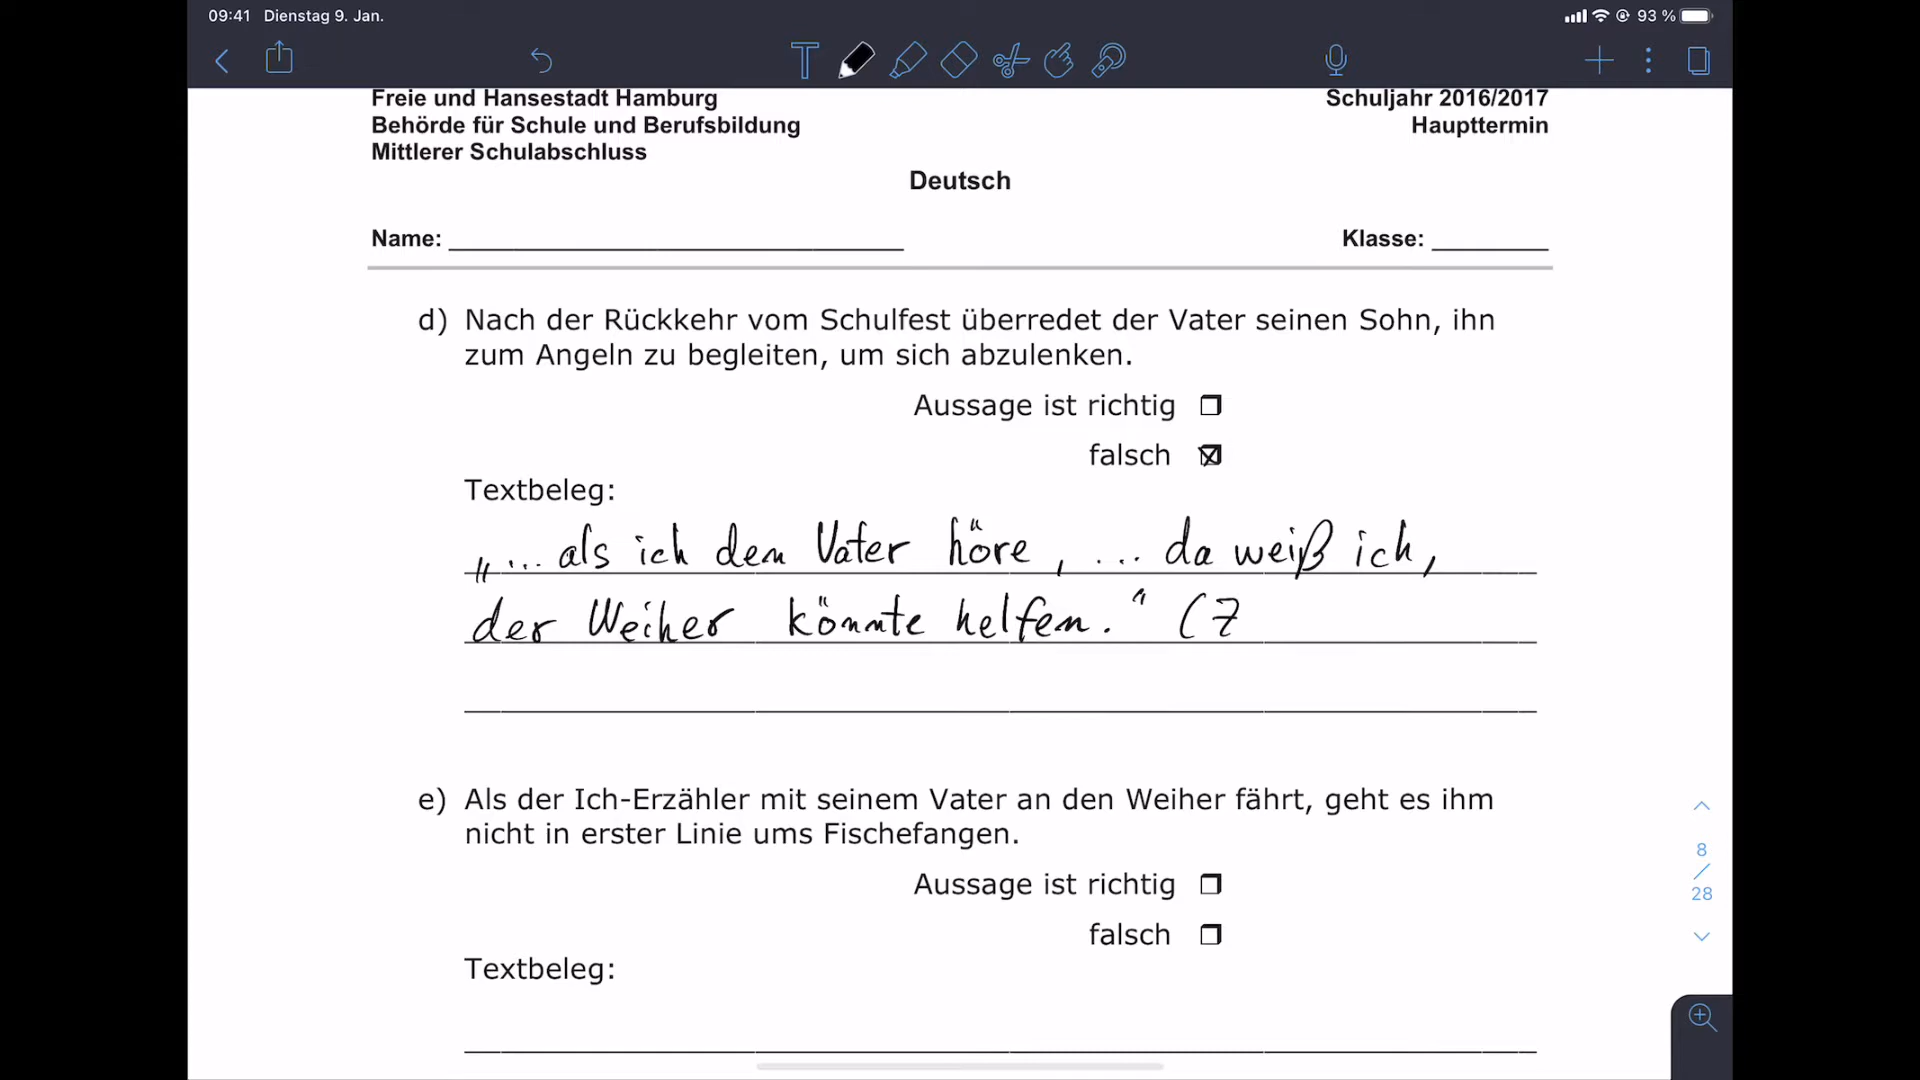 09:41 Dienstag 9. Jan.
93 %
Freie und Hansestadt Hamburg
Schuljahr 2016/2017
Behörde für Schule und Berufsbildung
Haupttermin
Mittlerer Schulabschluss
Deutsch
Name:
Klasse:
d) Nach der Rückkehr vom Schulfest überredet der Vater seinen Sohn, ihn
zum Angeln zu begleiten, um sich abzulenken.
Aussage ist richtig
falsch
Textbeleg:
„... als ich den Vater höre, ... da weiß ich,
der Weiher könnte helfen.“ (Z
e) Als der Ich-Erzähler mit seinem Vater an den Weiher fährt, geht es ihm
nicht in erster Linie ums Fischefangen.
Aussage ist richtig
falsch
Textbeleg:
8
/
28